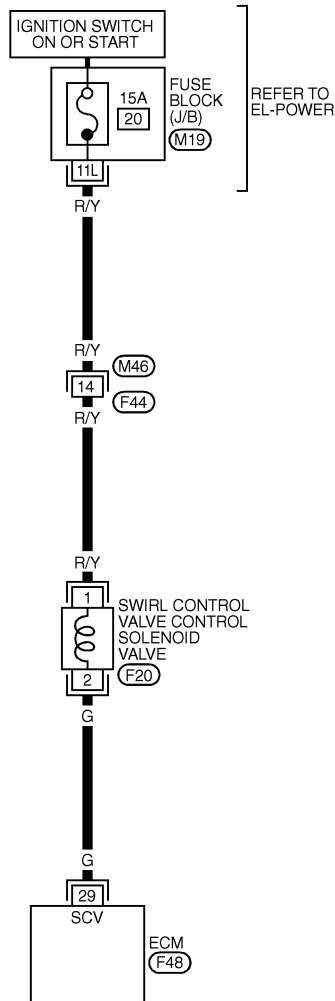 IGNITION SWITCH
ON OR START
FUSE
BLOCK
(J/B)
15A
20
M19
REFER TO
EL-POWER
11L
R/Y
R/Y
M46
14
F44
R/Y
R/Y
1
SWIRL CONTROL
VALVE CONTROL
SOLENOID
VALVE
2
F20
G
G
29
SCV
ECM
F48